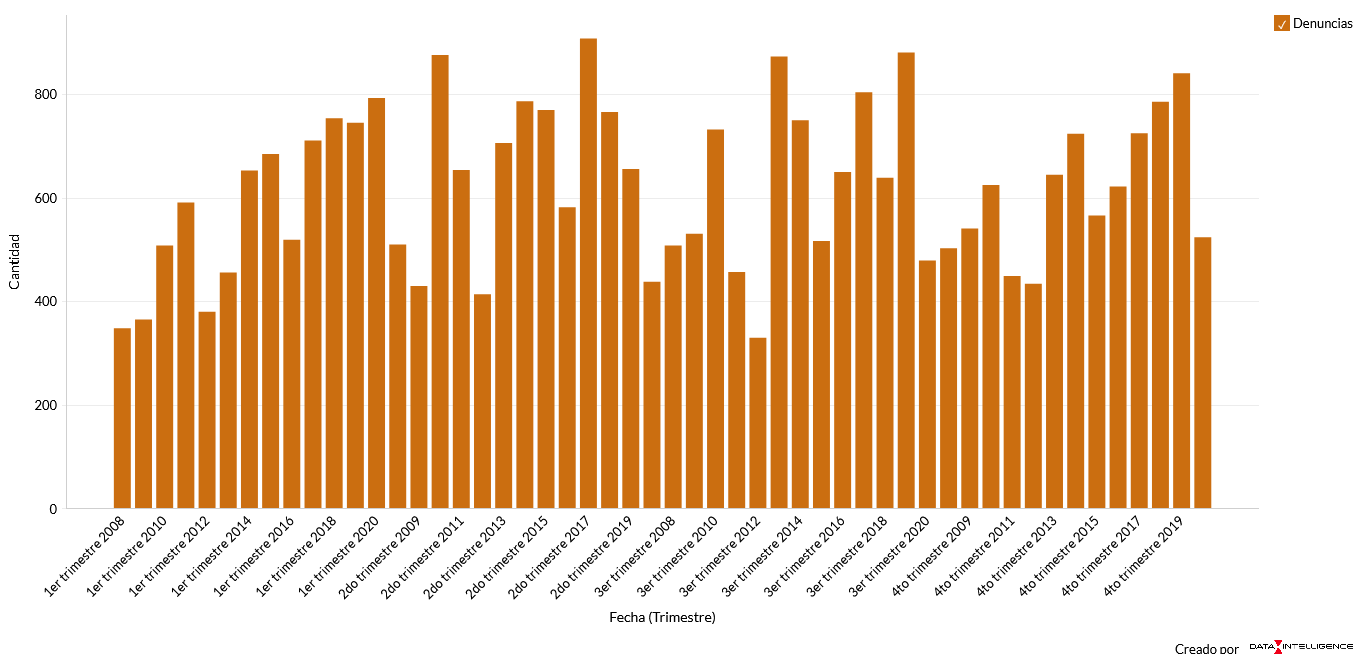 ✓ Denuncias
800
600
400
200
0
Cantidad
1er trimestre 2008
1er trimestre 2010
1er trimestre 2012
1er trimestre 2014
1er trimestre 2016
1er trimestre 2018
1er trimestre 2020
2do trimestre 2009
2do trimestre 2011
2do trimestre 2013
2do trimestre 2015
2do trimestre 2017
2do trimestre 2019
3er trimestre 2008
3er trimestre 2010
3er trimestre 2012
3er trimestre 2014
3er trimestre 2016
3er trimestre 2018
3er trimestre 2020
4to trimestre 2009
4to trimestre 2011
4to trimestre 2013
4to trimestre 2015
4to trimestre 2017
4to trimestre 2019
Fecha (Trimestre)
Creado por DATA INTELLIGENCE